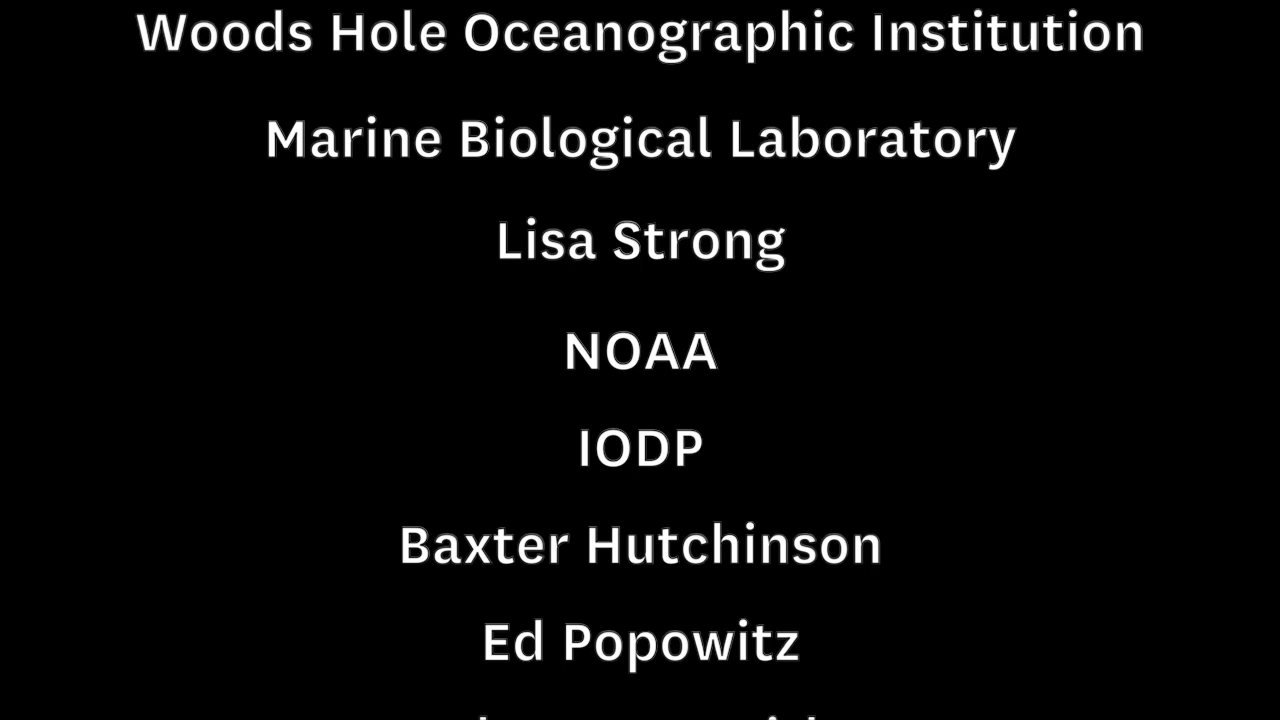 Woods Hole Oceanographic Institution
Marine Biological Laboratory
Lisa Strong
NOAA
IODP
Baxter Hutchinson
Ed Popowitz